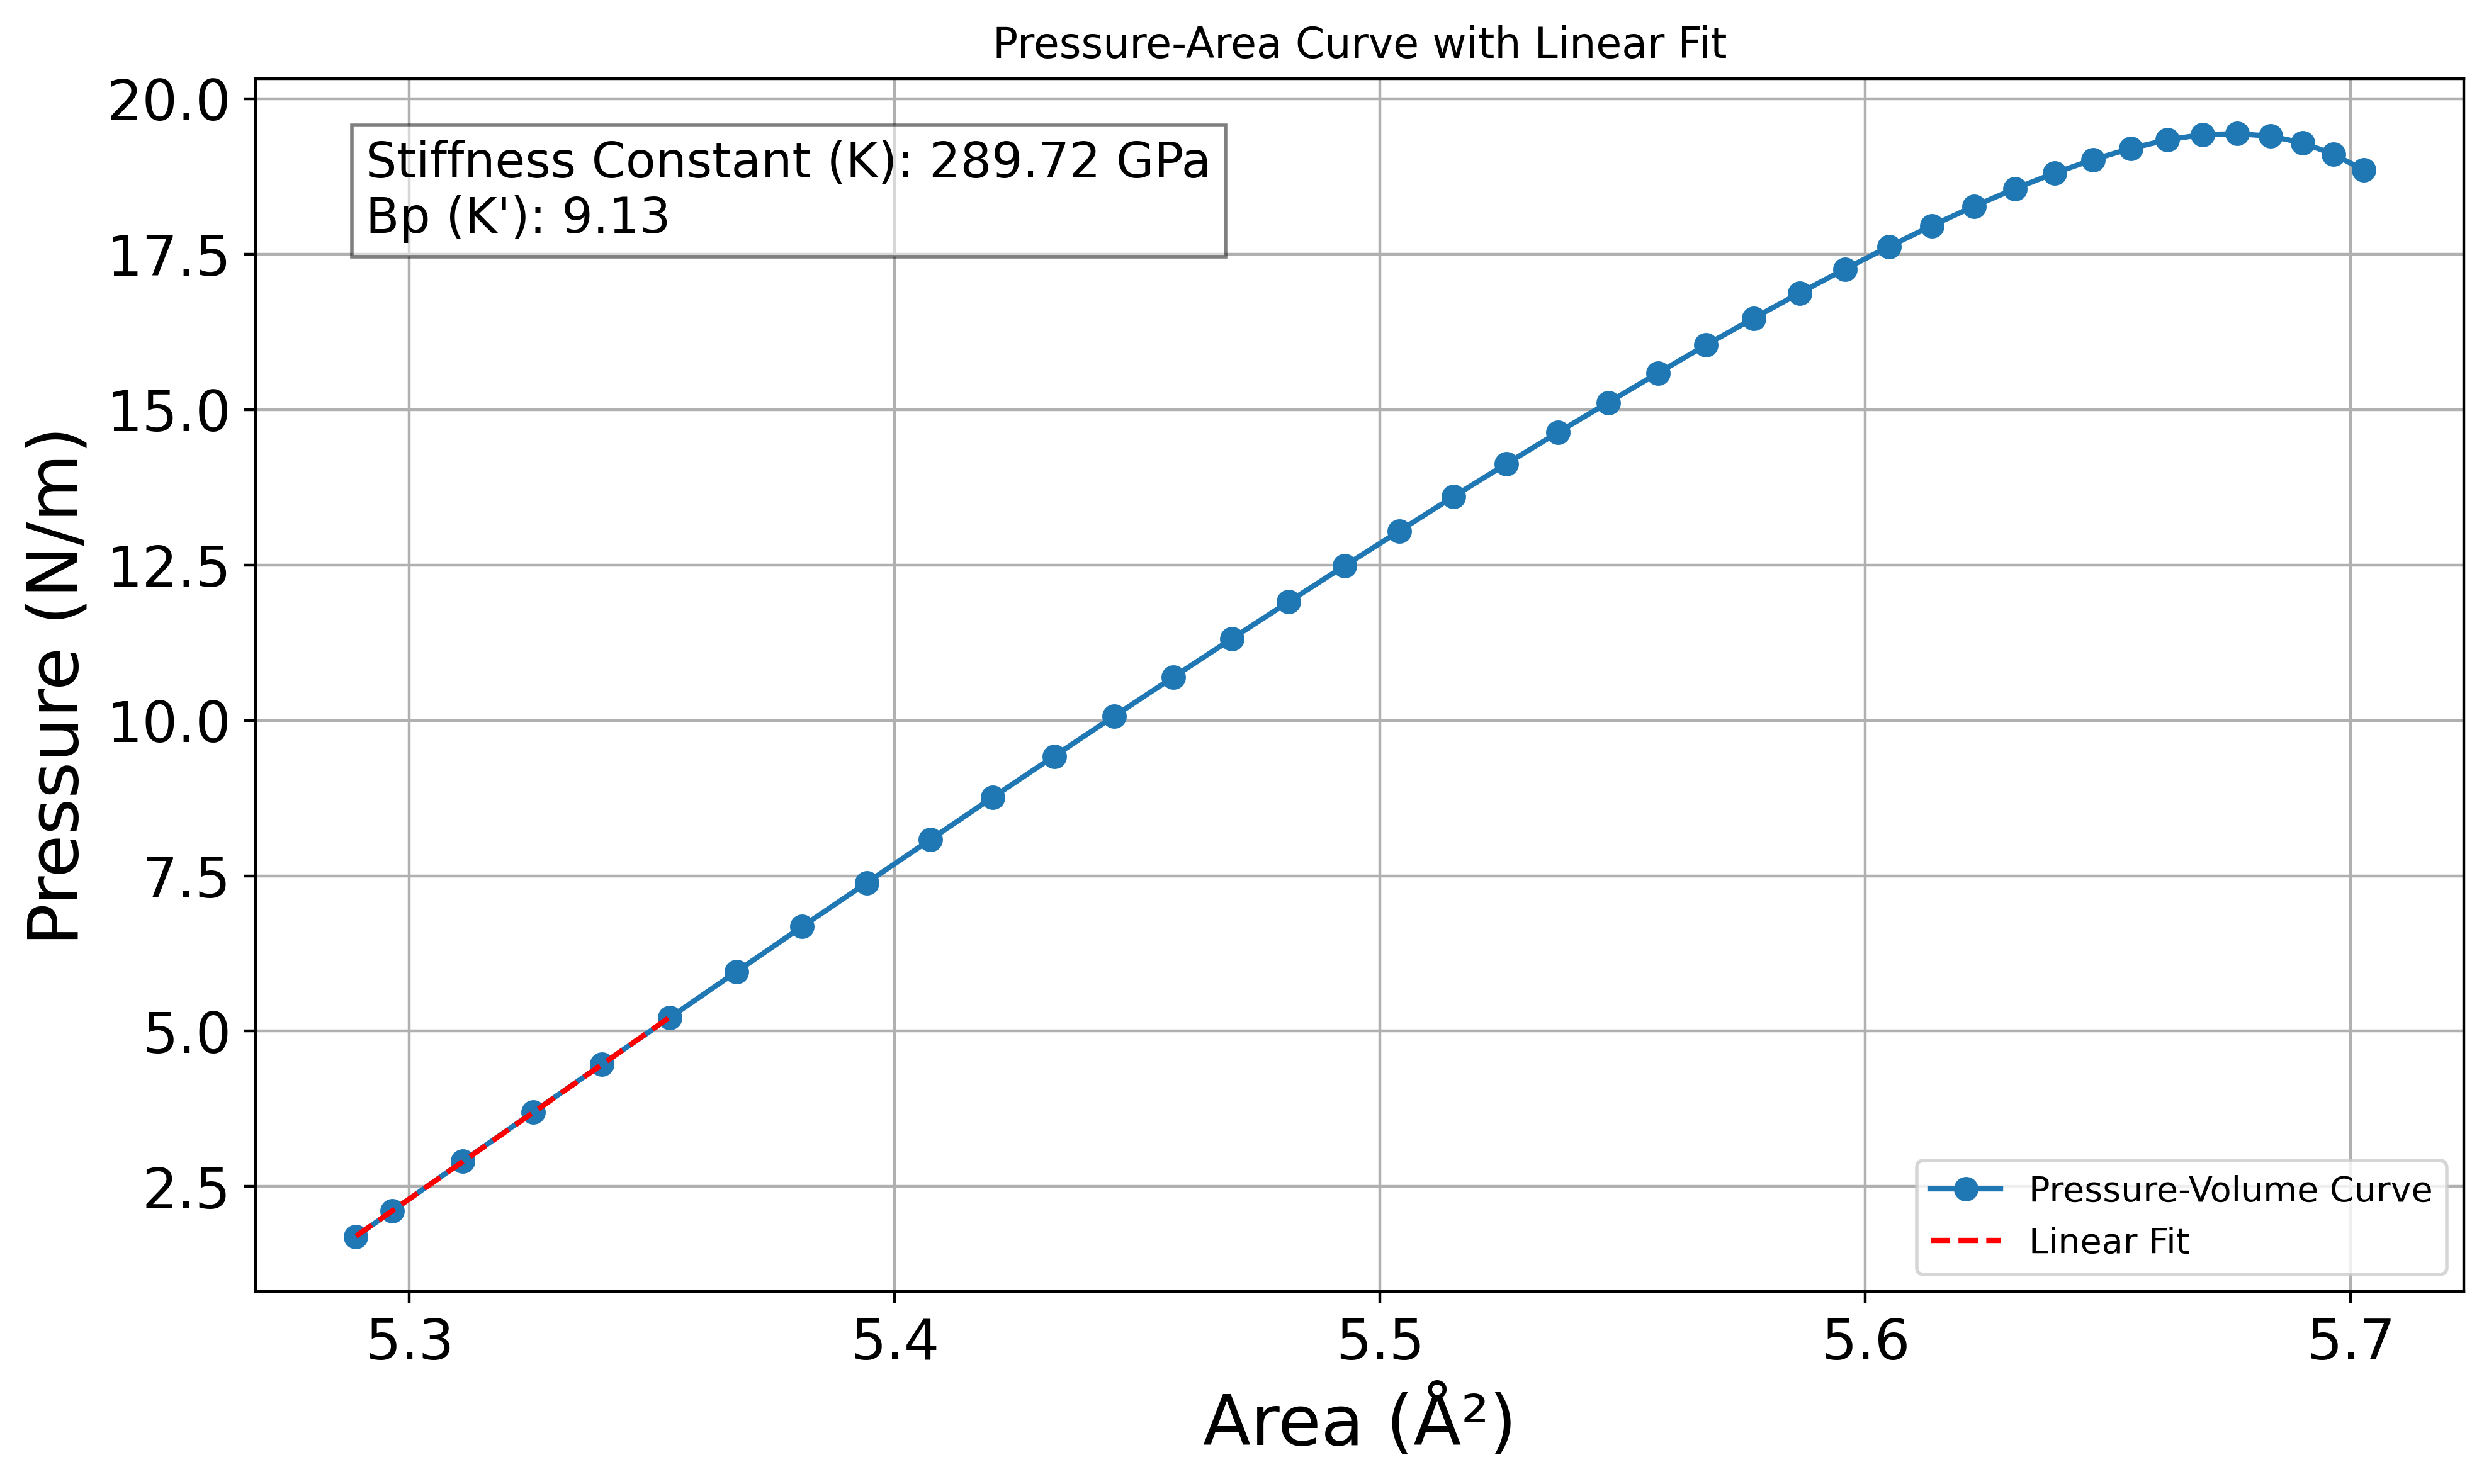 Pressure-Area Curve with Linear Fit
Stiffness Constant (K): 289.72 GPa
Bp (K'): 9.13
Pressure (N/m)
20.0
17.5
15.0
12.5
10.0
7.5
5.0
2.5
Pressure-Volume Curve
Linear Fit
5.3 5.4 5.5 5.6 5.7
Area (Å²)